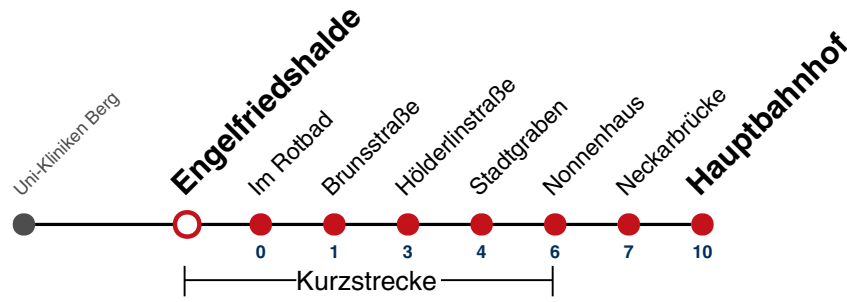 Uni-Kliniken Berg
Engelfriedshalde
Im Rotbad
Brunsstraße
Hölderlinstraße
Stadtgraben
Nonnenhaus
Neckarbrücke
Hauptbahnhof
0 1 3 4 6 7 10
Kurzstrecke